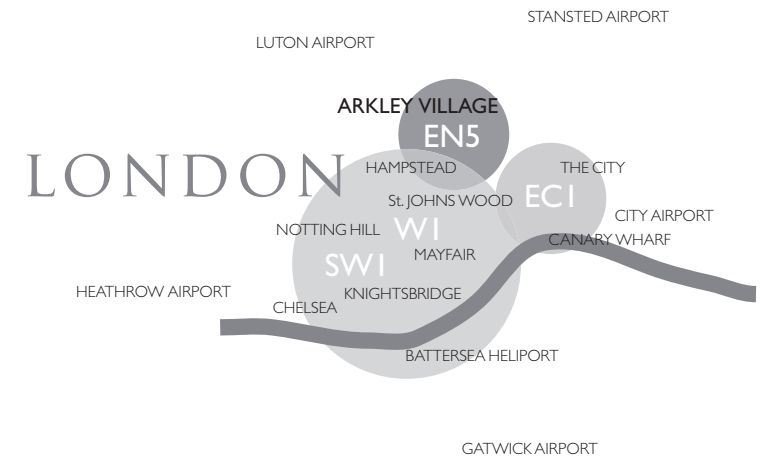 STANSTED AIRPORT
LUTON AIRPORT
ARKLEY VILLAGE
EN5
LONDON
HAMPSTEAD
THE CITY
St. JOHNS WOOD
EC1
CITY AIRPORT
NOTTING HILL
W1
CANARY WHARF
MAYFAIR
SW1
HEATHROW AIRPORT
KNIGHTSBRIDGE
CHELSEA
BATTERSEA HELIPORT
GATWICK AIRPORT